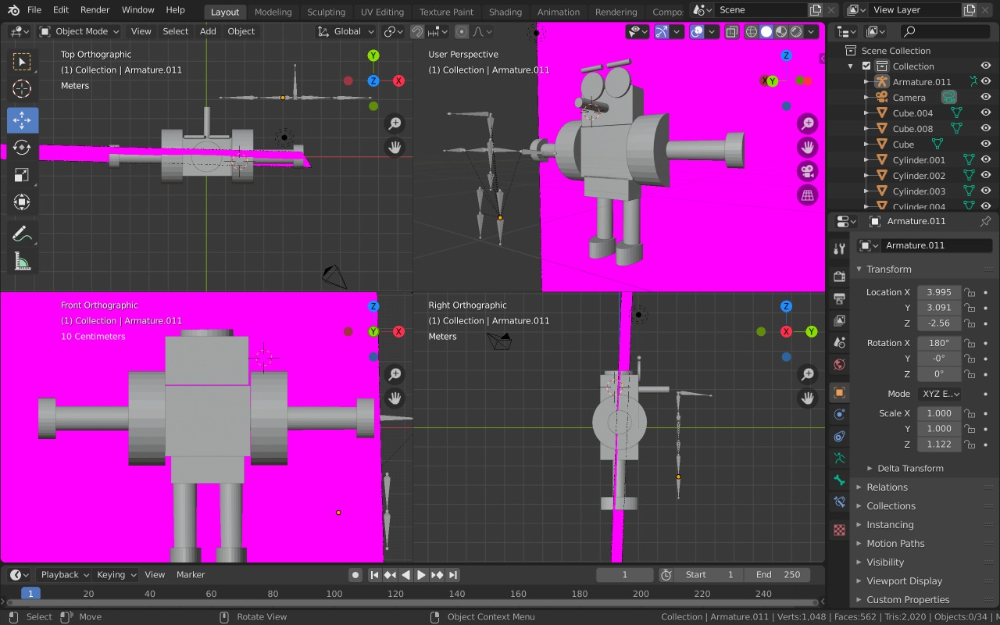 File Edit Render Window Help Layout Modeling Sculpting UV Editing Texture Paint Shading Animation Rendering Compo Scene View Layer
Object Mode View Select Add Object Global
Top Orthographic
(1) Collection | Armature.011
Meters
Y
X
Z
User Perspective
(1) Collection | Armature.011
Z
X
Y
Front Orthographic
(1) Collection | Armature.011
10 Centimeters
Z
Y
X
Right Orthographic
(1) Collection | Armature.011
Meters
Z
X
Y
Scene Collection
Collection
Armature.011
Camera
Cube.004
Cube.008
Cube
Cylinder.001
Cylinder.002
Cylinder.003
Cylinder.004
Armature.011
Armature.011
Transform
Location X 3.995
Y 3.091
Z -2.56
Rotation X 180°
Y -0°
Z 0°
Mode XYZ E..
Scale X 1.000
Y 1.000
Z 1.122
Delta Transform
Relations
Collections
Instancing
Motion Paths
Visibility
Viewport Display
Custom Properties
Playback Keying View Marker 1 Start 1 End 250
1 20 40 60 80 100 120 140 160 180 200 220 240
Select Move Rotate View Object Context Menu Collection | Armature.011 | Verts:1,048 | Faces:562 | Tris:2,020 | Objects:0/34 |